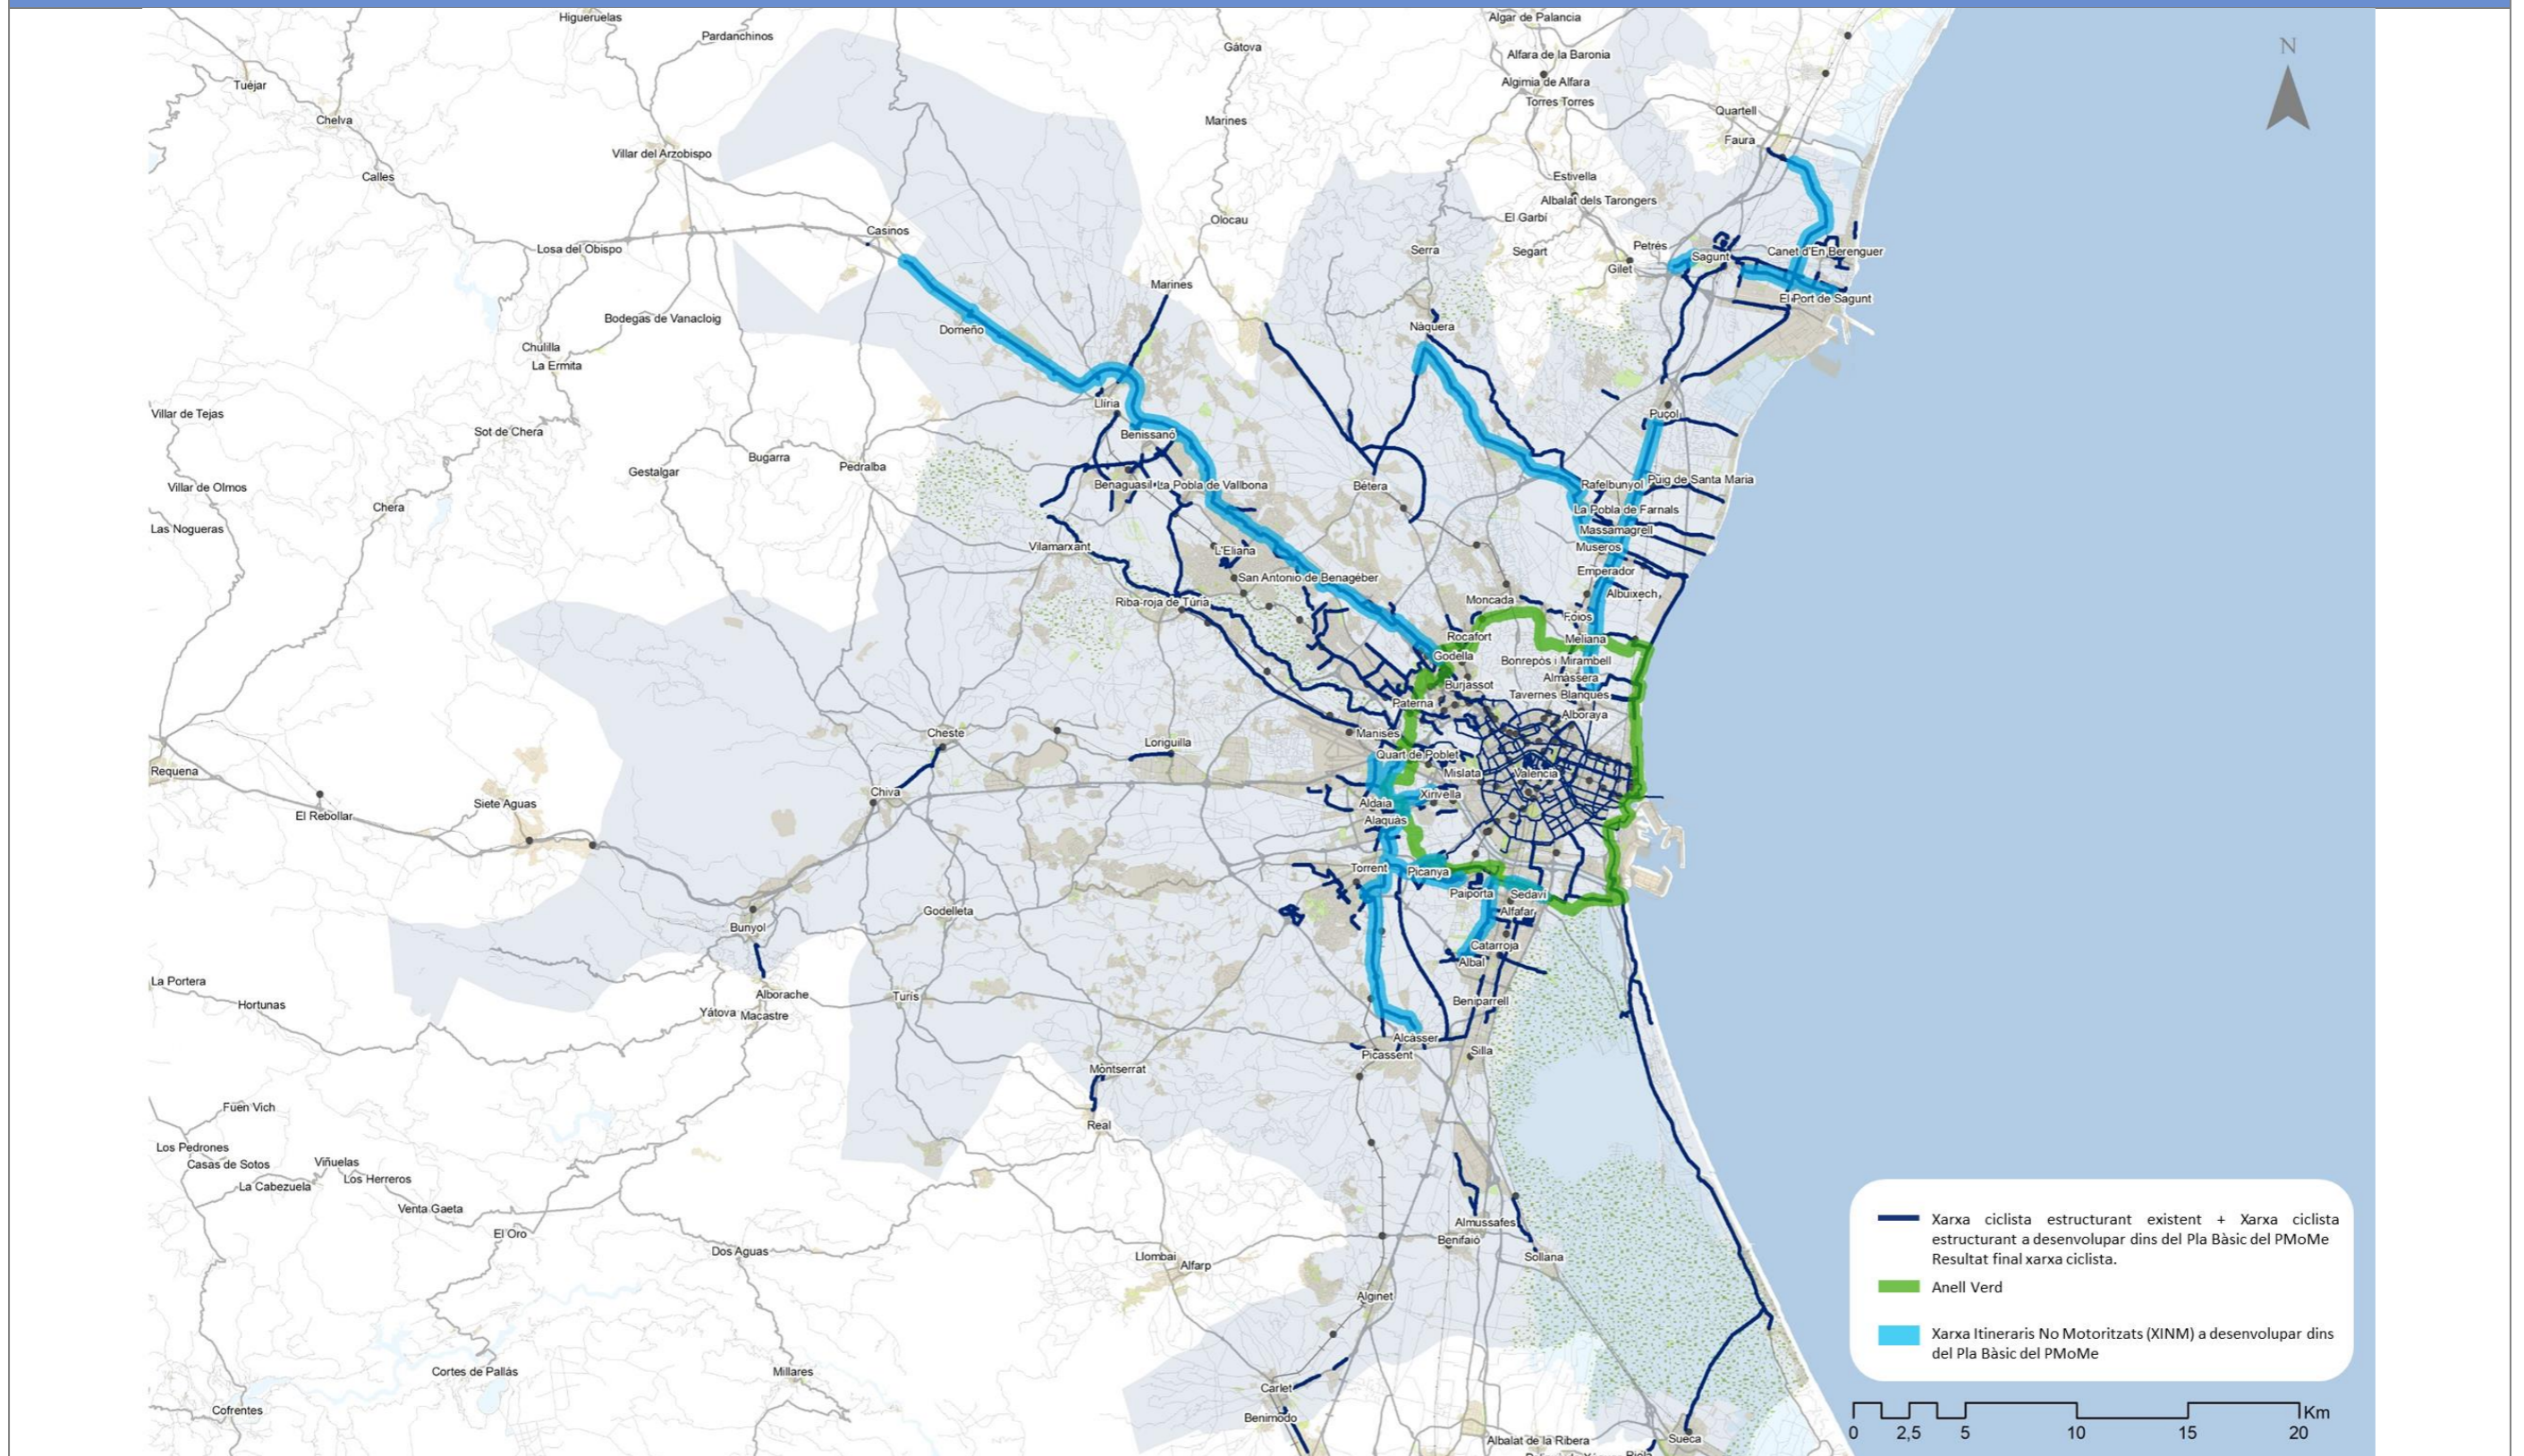 Higueruelas
Algar de Palancia
Pardanchinos
Gátova
N
Alfara de la Baronia
Tuéjar
Algimia de Alfara
Torres Torres
Chelva
Marines
Quartell
Faura
Villar del Arzobispo
Calles
Estivella
Albalat dels Tarongers
Olocau
El Garbí
Casinos
Losa del Obispo
Serra
Segart
Petrés
Gilet
Sagunt
Canet d'En Berenguer
Marines
El Port de Sagunt
Bodegas de Vanacloig
Domeño
Nàquera
Chulilla
La Ermita
Villar de Tejas
Llíria
Puçol
Sot de Chera
Benissanó
Gestalgar
Bugarra
Pedralba
Villar de Olmos
Benaguasil
La Pobla de Vallbona
Bétera
Rafelbunyol
Puig de Santa Maria
Chera
La Pobla de Farnals
Las Nogueras
Massamagrell
Vilamarxant
L'Eliana
Museros
San Antonio de Benagéber
Emperador
Riba-roja de Túria
Moncada
Albuixech
Foios
Rocafort
Meliana
Godella
Bonrepòs i Mirambell
Burjassot
Almàssera
Tavernes Blanques
Paterna
Alboraya
Cheste
Loriguilla
Manises
Quart de Poblet
Requena
Mislata
Valencia
Chiva
Xirivella
Siete Aguas
Aldaia
El Rebollar
Alaquàs
Torrent
Picanya
Paiporta
Sedaví
Godelleta
Alfafar
Bunyol
Catarroja
Albal
La Portera
Alborache
Turís
Hortunas
Yátova
Macastre
Beniparrell
Alcàsser
Picassent
Silla
Montserrat
Fuen Vich
Real
Los Pedrones
Casas de Sotos
Viñuelas
La Cabezuela
Los Herreros
Venta Gaeta
El Oro
Almussafes
Benifaió
Dos Aguas
Llombai
Alfarp
Sollana
Alginet
Cortes de Pallás
Millares
Carlet
Cofrentes
Benimodo
Albalat de la Ribera
Sueca
Xarxa ciclista estructurant existent + Xarxa ciclista
estructurant a desenvolupar dins del Pla Bàsic del PMoMe
Resultat final xarxa ciclista.
Anell Verd
Xarxa Itineraris No Motoritzats (XINM) a desenvolupar dins
del Pla Bàsic del PMoMe
Km
0 2,5 5 10 15 20